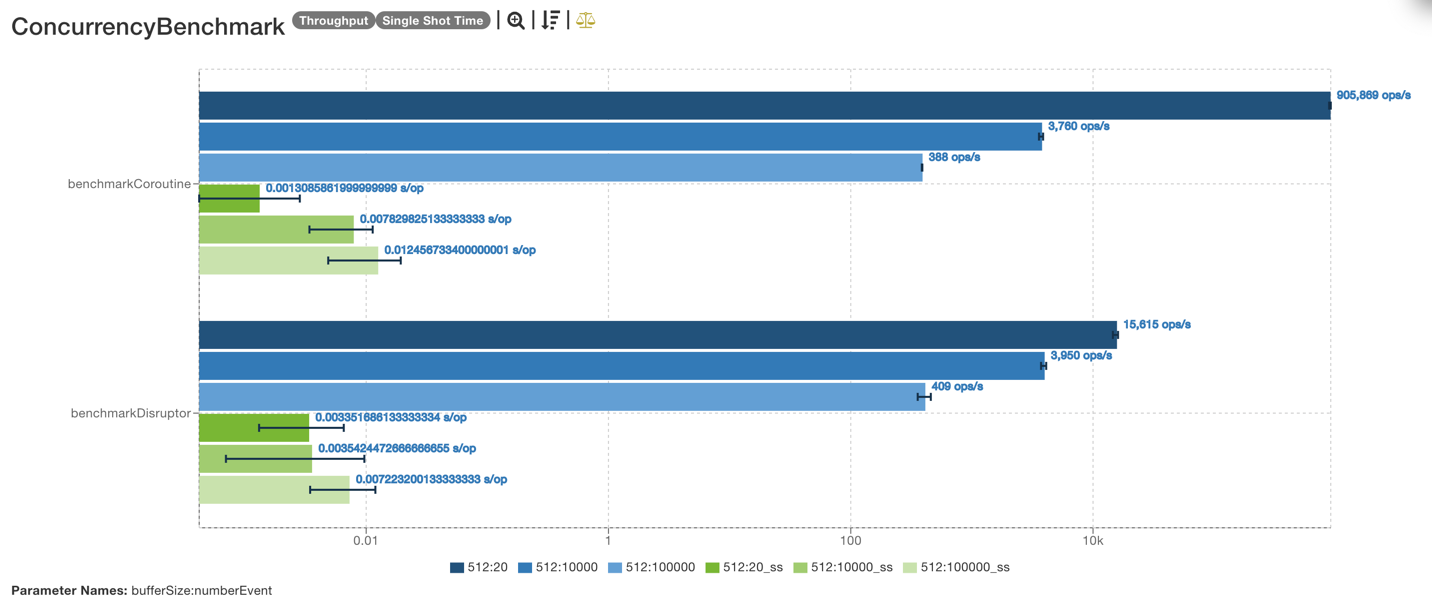 ConcurrencyBenchmark Throughput Single Shot Time
905,869 ops/s
3,760 ops/s
388 ops/s
benchmarkCoroutine
0.0013085861999999999 s/op
0.007829825133333333 s/op
0.012456733400000001 s/op
15,615 ops/s
3,950 ops/s
409 ops/s
benchmarkDisruptor
0.003351686133333334 s/op
0.0035424472666666655 s/op
0.007223200133333333 s/op
0.01 1 100 10k
512:20 512:10000 512:100000 512:20_ss 512:10000_ss 512:100000_ss
Parameter Names: bufferSize:numberEvent